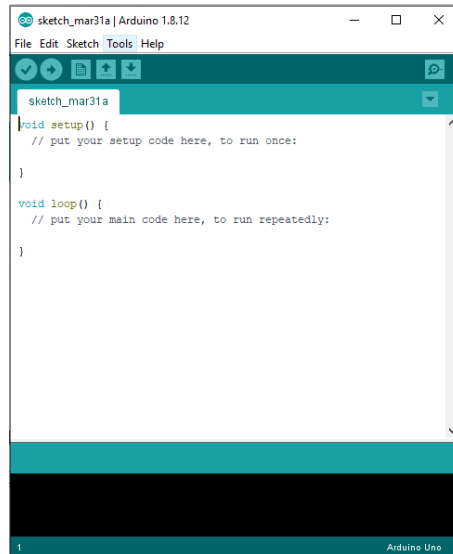 sketch_mar31a | Arduino 1.8.12
File Edit Sketch Tools Help
sketch_mar31a
void setup() {
  // put your setup code here, to run once:

}

void loop() {
  // put your main code here, to run repeatedly:

}
1 Arduino Uno